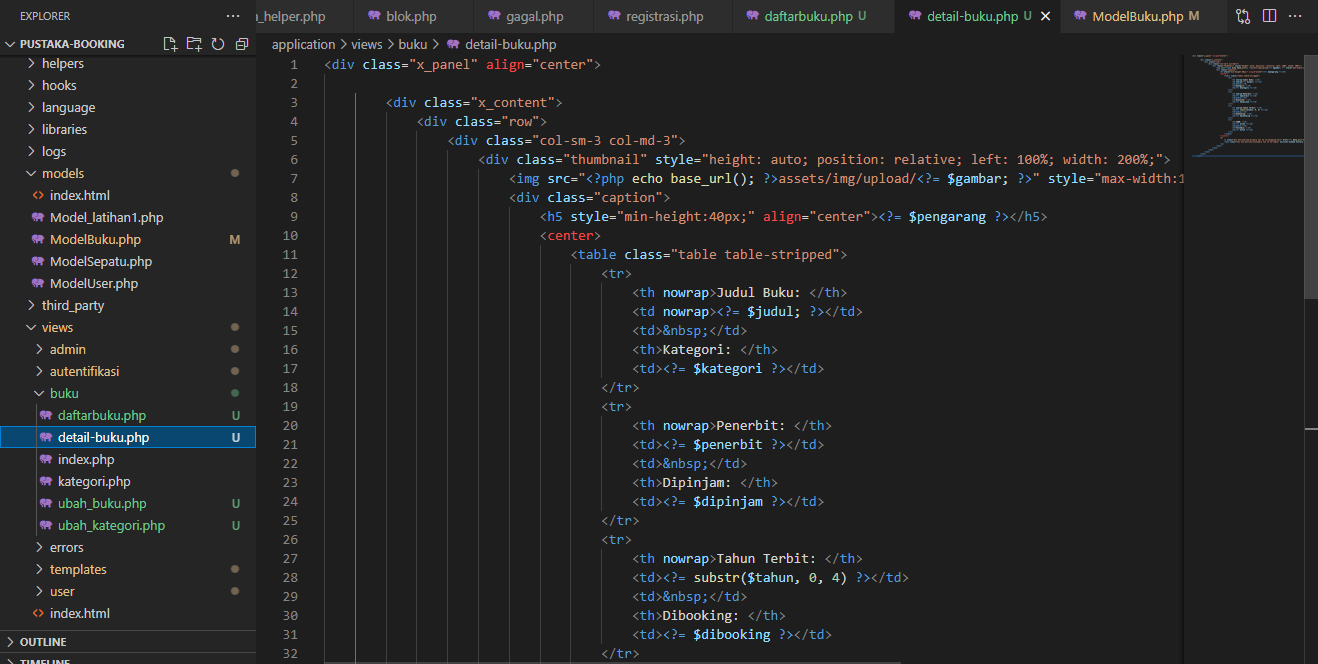 EXPLORER
PUSTAKA-BOOKING
helpers
hooks
language
libraries
logs
models
index.html
Model_latihan1.php
ModelBuku.php M
ModelSepatu.php
ModelUser.php
third_party
views
admin
autentifikasi
buku
daftarbuku.php U
detail-buku.php U
index.php
kategori.php
ubah_buku.php U
ubah_kategori.php U
errors
templates
user
index.html
OUTLINE
TIMELINE
_helper.php blok.php gagal.php registrasi.php daftarbuku.php U detail-buku.php U ModelBuku.php M
application > views > buku > detail-buku.php
1 <div class="x_panel" align="center">
2
3 <div class="x_content">
4 <div class="row">
5 <div class="col-sm-3 col-md-3">
6 <div class="thumbnail" style="height: auto; position: relative; left: 100%; width: 200%;">
7 <img src="<?php echo base_url(); ?>assets/img/upload/<?= $gambar; ?>" style="max-width:1
8 <div class="caption">
9 <h5 style="min-height:40px;" align="center"><?= $pengarang ?></h5>
10 <center>
11 <table class="table table-stripped">
12 <tr>
13 <th nowrap>Judul Buku: </th>
14 <td nowrap><?= $judul; ?></td>
15 <td>&nbsp;</td>
16 <th>Kategori: </th>
17 <td><?= $kategori ?></td>
18 </tr>
19 <tr>
20 <th nowrap>Penerbit: </th>
21 <td><?= $penerbit ?></td>
22 <td>&nbsp;</td>
23 <th>Dipinjam: </th>
24 <td><?= $dipinjam ?></td>
25 </tr>
26 <tr>
27 <th nowrap>Tahun Terbit: </th>
28 <td><?= substr($tahun, 0, 4) ?></td>
29 <td>&nbsp;</td>
30 <th>Dibooking: </th>
31 <td><?= $dibooking ?></td>
32 </tr>